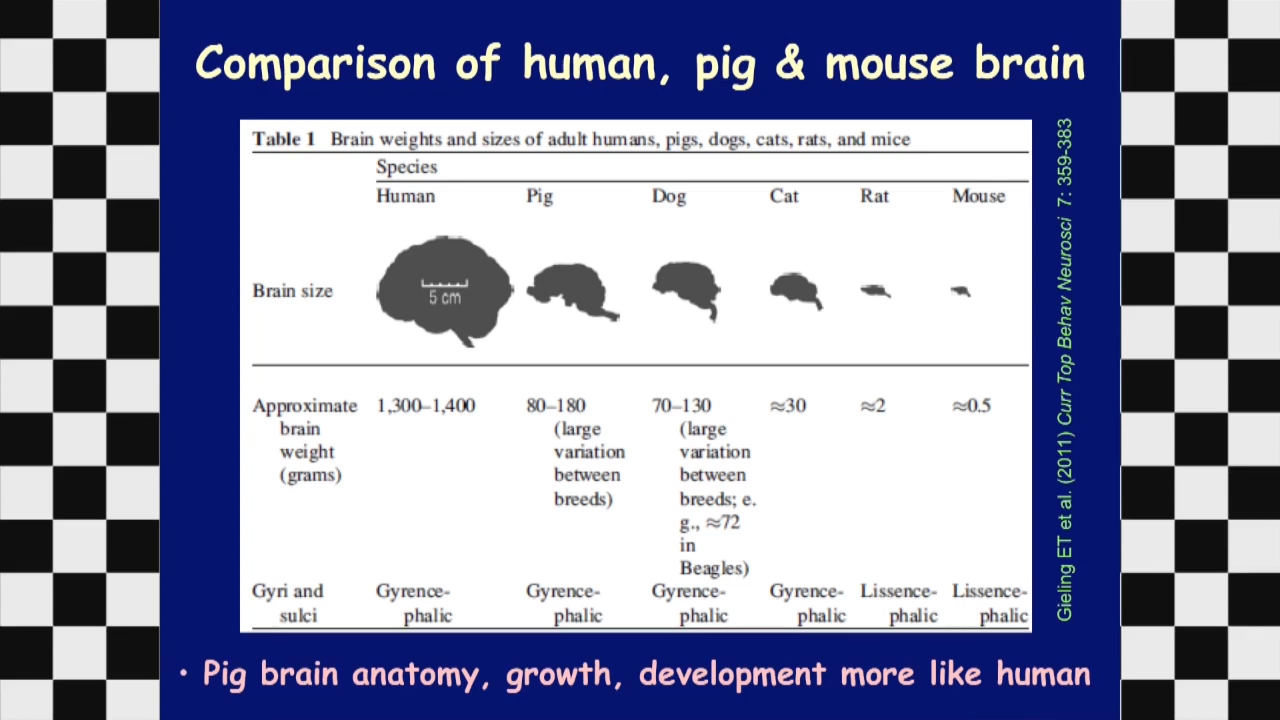 Comparison of human, pig & mouse brain
Table 1 Brain weights and sizes of adult humans, pigs, dogs, cats, rats, and mice
Species
Human Pig Dog Cat Rat Mouse
Brain size
5 cm
Approximate 1,300–1,400 80–180 70–130 ≈30 ≈2 ≈0.5
brain (large (large
weight variation variation
(grams) between between
breeds) breeds; e.
g., ≈72
in
Beagles)
Gyri and Gyrence- Gyrence- Gyrence- Gyrence- Lissence- Lissence-
sulci phalic phalic phalic phalic phalic phalic
Gieling ET et al. (2011) Curr Top Behav Neurosci 7: 359-383
• Pig brain anatomy, growth, development more like human